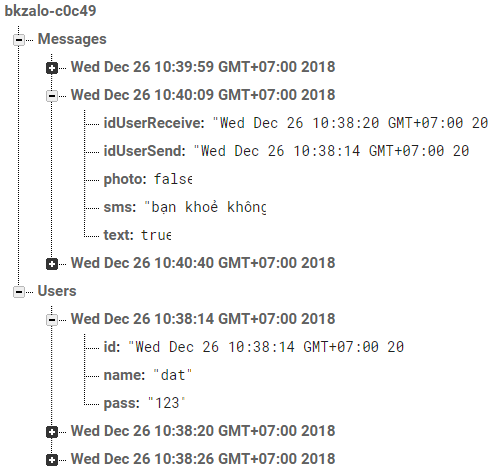 bkzalo-c0c49
Messages
Wed Dec 26 10:39:59 GMT+07:00 2018
Wed Dec 26 10:40:09 GMT+07:00 2018
idUserReceive: "Wed Dec 26 10:38:20 GMT+07:00 20
idUserSend: "Wed Dec 26 10:38:14 GMT+07:00 20
photo: false
sms: "bạn khoẻ không
text: true
Wed Dec 26 10:40:40 GMT+07:00 2018
Users
Wed Dec 26 10:38:14 GMT+07:00 2018
id: "Wed Dec 26 10:38:14 GMT+07:00 20
name: "dat"
pass: "123"
Wed Dec 26 10:38:20 GMT+07:00 2018
Wed Dec 26 10:38:26 GMT+07:00 2018